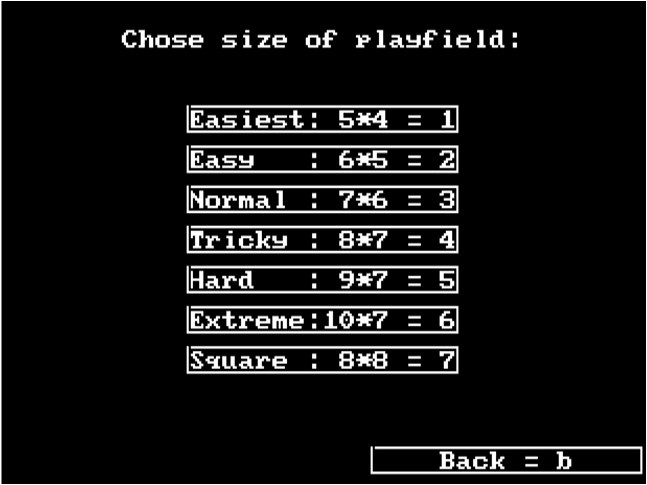 Chose size of playfield:
Easiest: 5*4 = 1
Easy   : 6*5 = 2
Normal : 7*6 = 3
Tricky : 8*7 = 4
Hard   : 9*7 = 5
Extreme:10*7 = 6
Square : 8*8 = 7
Back = b